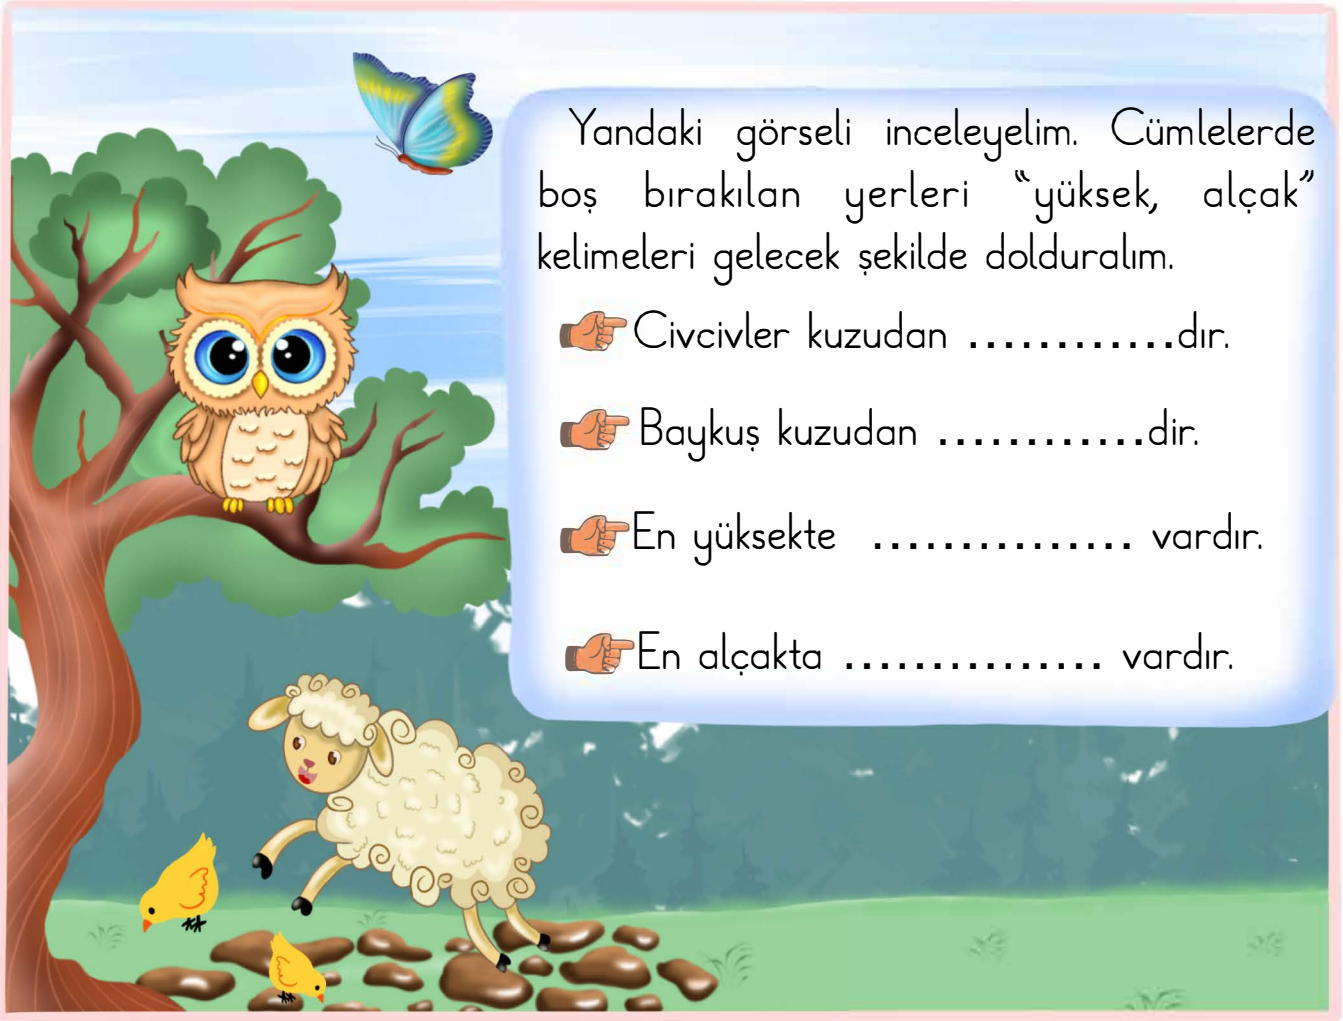 Yandaki görseli inceleyelim. Cümlelerde
boş bırakılan yerleri “yüksek, alçak”
kelimeleri gelecek şekilde dolduralım.
Civcivler kuzudan ..............dır.
Baykuş kuzudan ..............dir.
En yüksekte .................. vardır.
En alçakta .................. vardır.